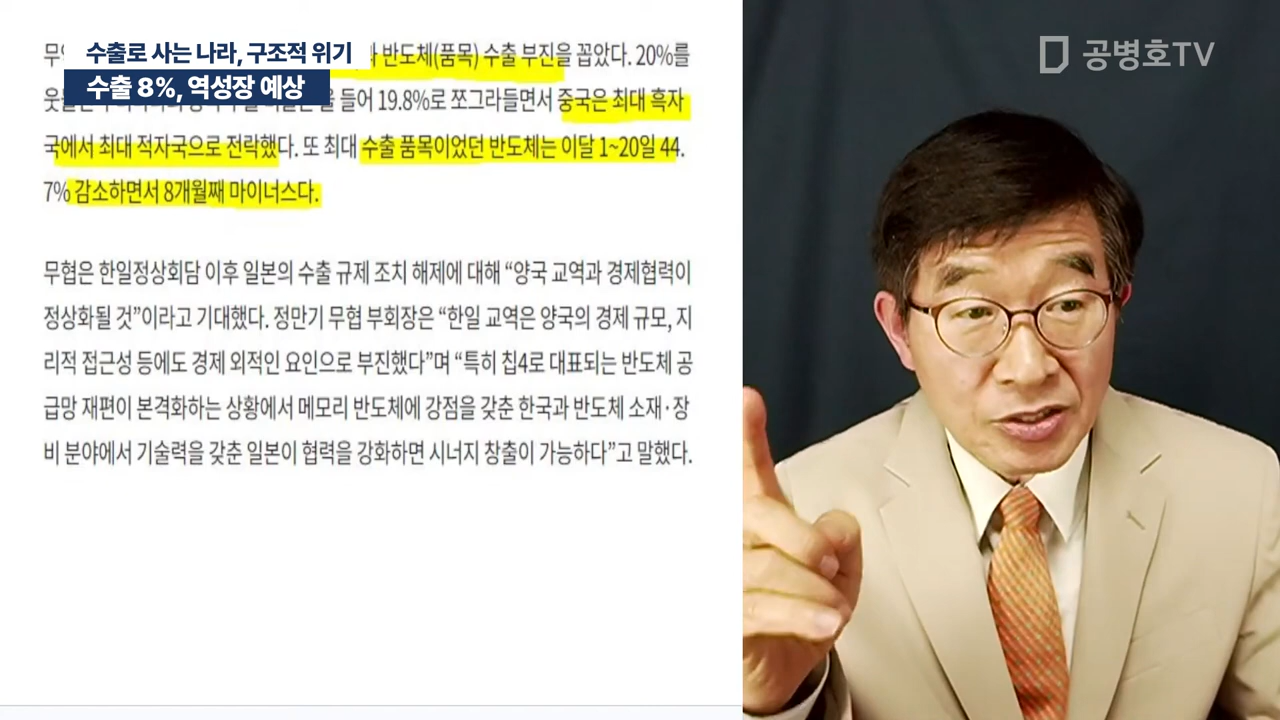 수출로 사는 나라, 구조적 위기
수출 8%, 역성장 예상
공병호TV
반도체(품목) 수출 부진을 꼽았다. 20%를
들어 19.8%로 쪼그라들면서 중국은 최대 흑자
국에서 최대 적자국으로 전락했다. 또 최대 수출 품목이었던 반도체는 이달 1~20일 44.
7% 감소하면서 8개월째 마이너스다.
무협은 한일정상회담 이후 일본의 수출 규제 조치 해제에 대해 “양국 교역과 경제협력이
정상화될 것”이라고 기대했다. 정만기 무협 부회장은 “한일 교역은 양국의 경제 규모, 지
리적 접근성 등에도 경제 외적인 요인으로 부진했다”며 “특히 칩4로 대표되는 반도체 공
급망 재편이 본격화하는 상황에서 메모리 반도체에 강점을 갖춘 한국과 반도체 소재·장
비 분야에서 기술력을 갖춘 일본이 협력을 강화하면 시너지 창출이 가능하다”고 말했다.